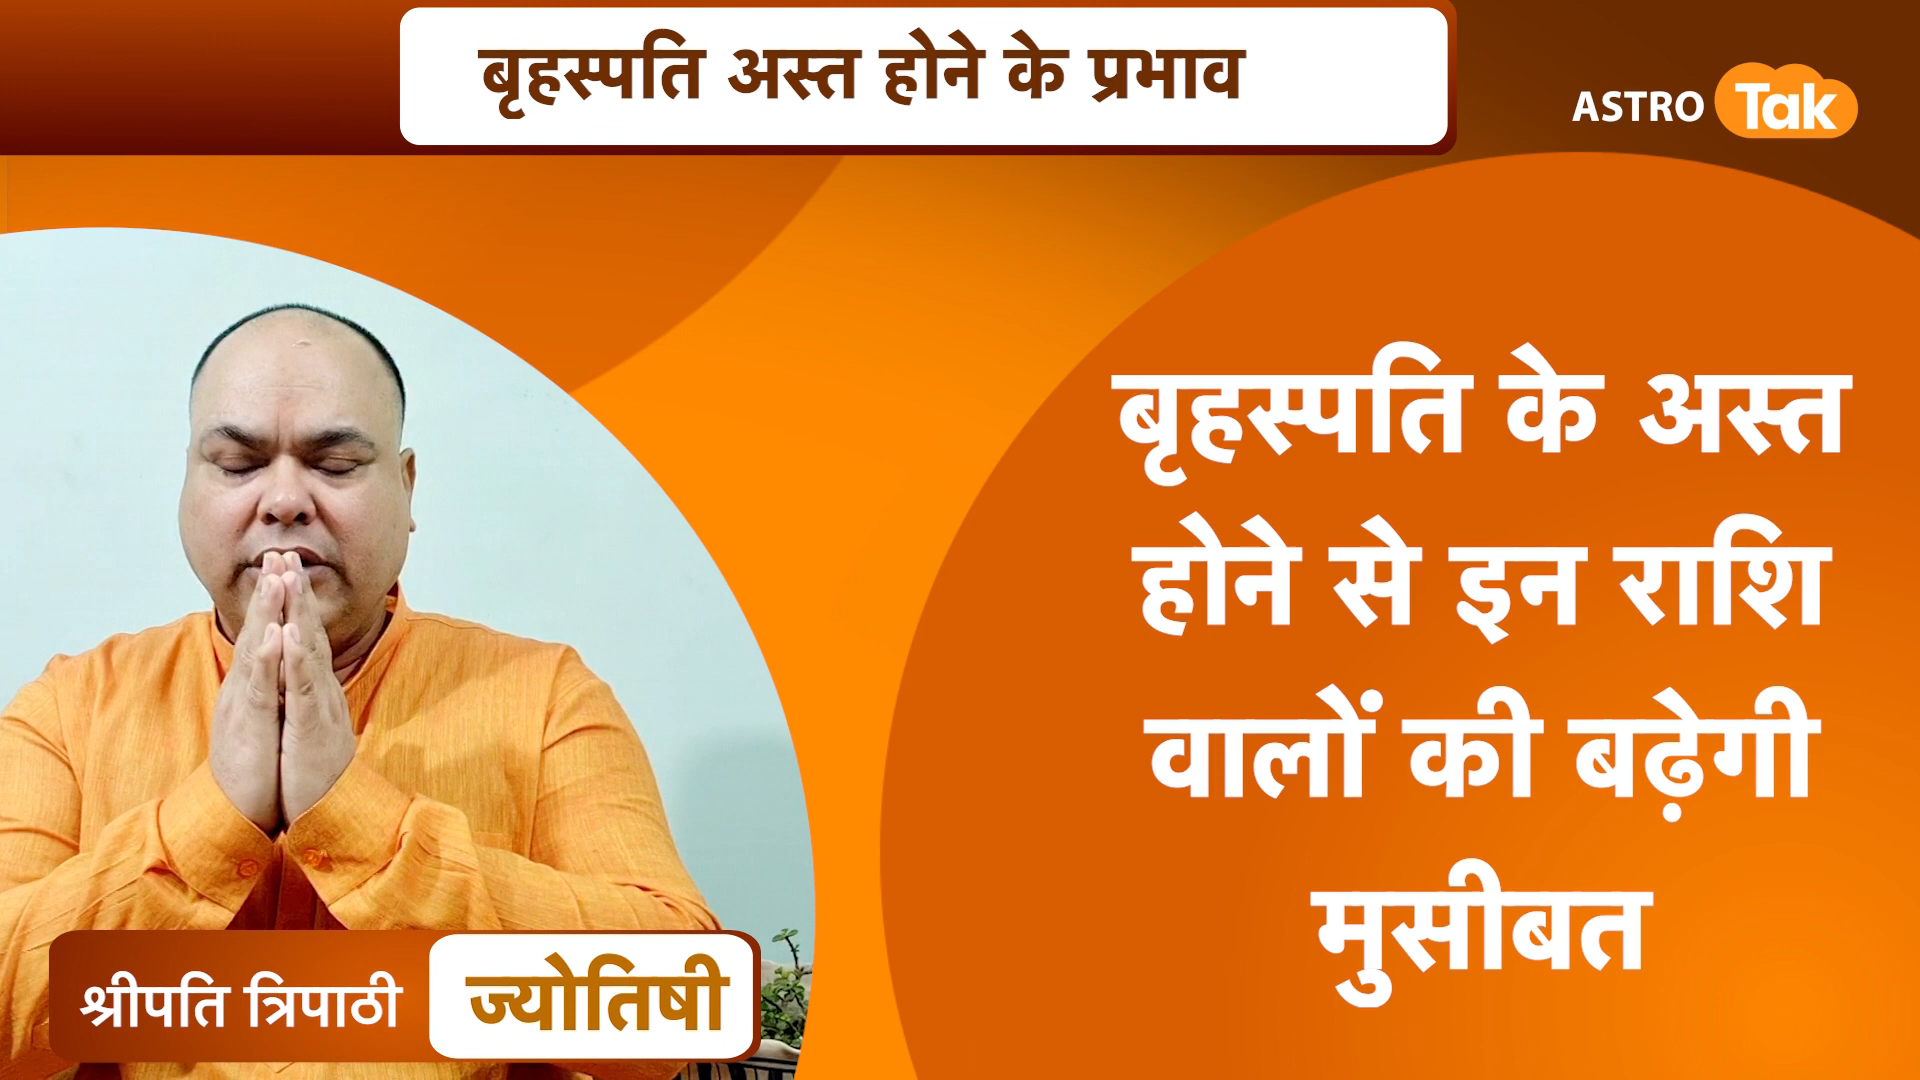 बृहस्पति अस्त होने के प्रभाव
ASTRO Tak
बृहस्पति के अस्त
होने से इन राशि
वालों की बढ़ेगी
मुसीबत
श्रीपति त्रिपाठी ज्योतिषी